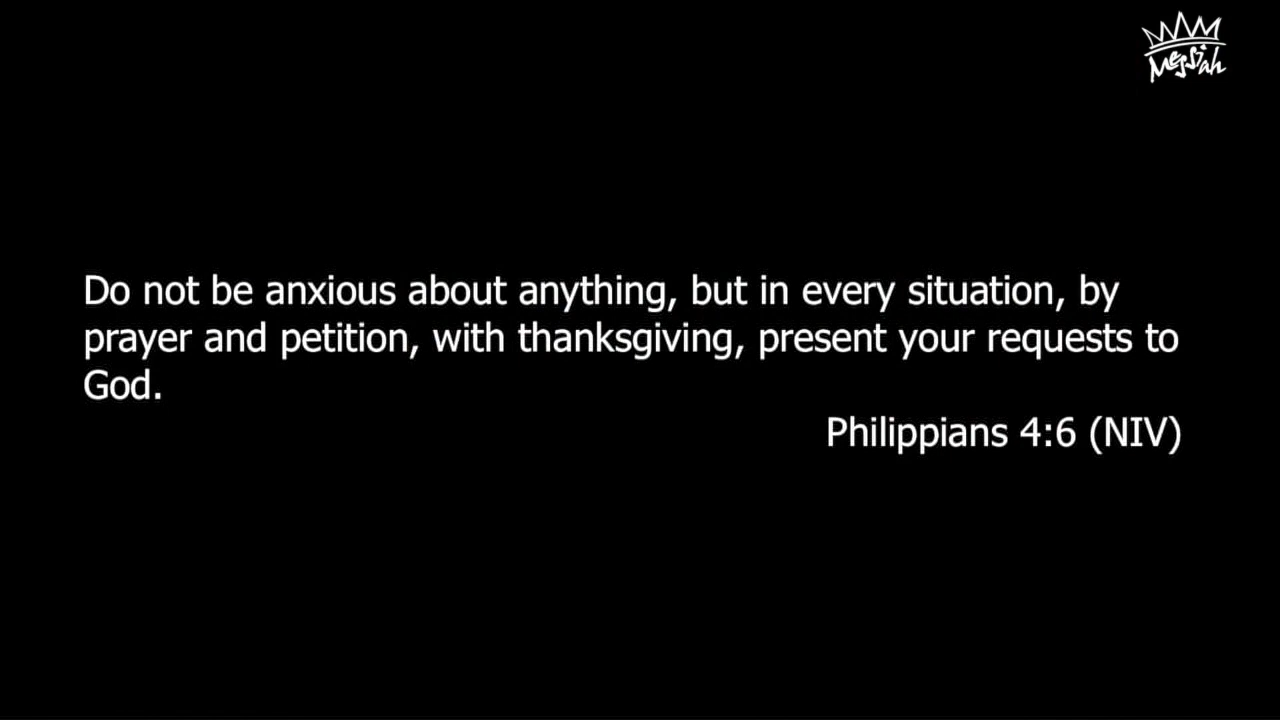 Messiah
Do not be anxious about anything, but in every situation, by
prayer and petition, with thanksgiving, present your requests to
God.
Philippians 4:6 (NIV)